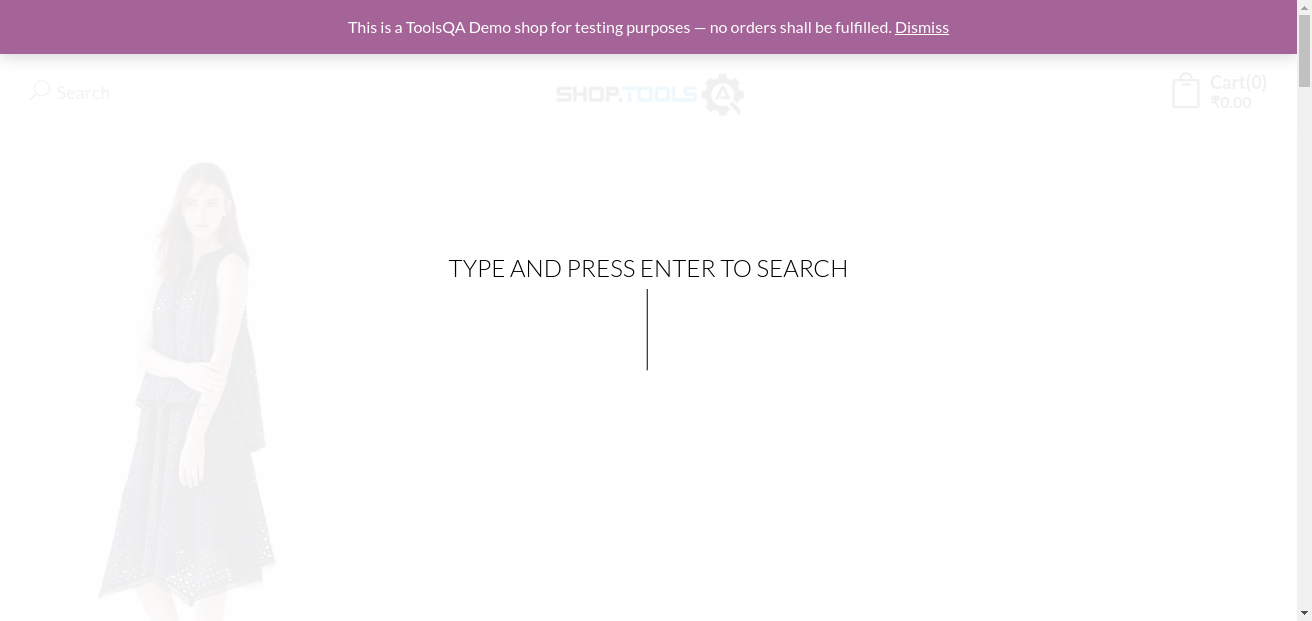 This is a ToolsQA Demo shop for testing purposes — no orders shall be fulfilled. Dismiss
Search
SHOP.TOOLS
Cart(0)
₹0.00
TYPE AND PRESS ENTER TO SEARCH